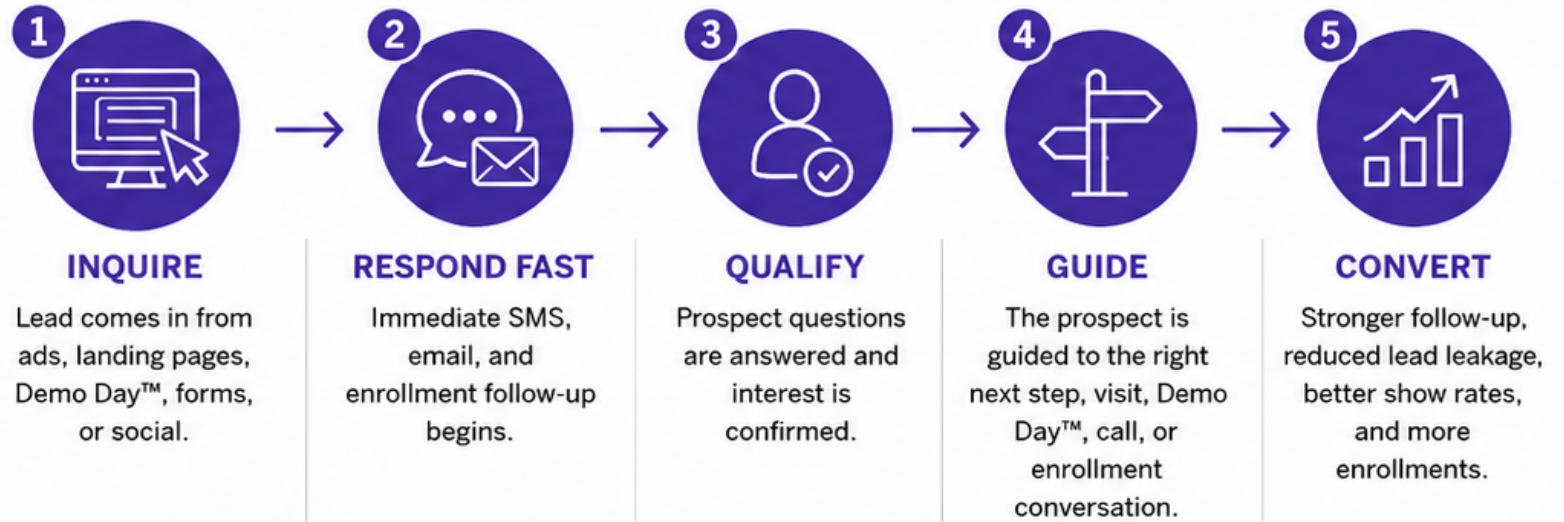 1
INQUIRE
Lead comes in from
ads, landing pages,
Demo Day™, forms,
or social.
2
RESPOND FAST
Immediate SMS,
email, and
enrollment follow-up
begins.
3
QUALIFY
Prospect questions
are answered and
interest is
confirmed.
4
GUIDE
The prospect is
guided to the right
next step, visit, Demo
Day™, call, or
enrollment
conversation.
5
CONVERT
Stronger follow-up,
reduced lead leakage,
better show rates,
and more
enrollments.